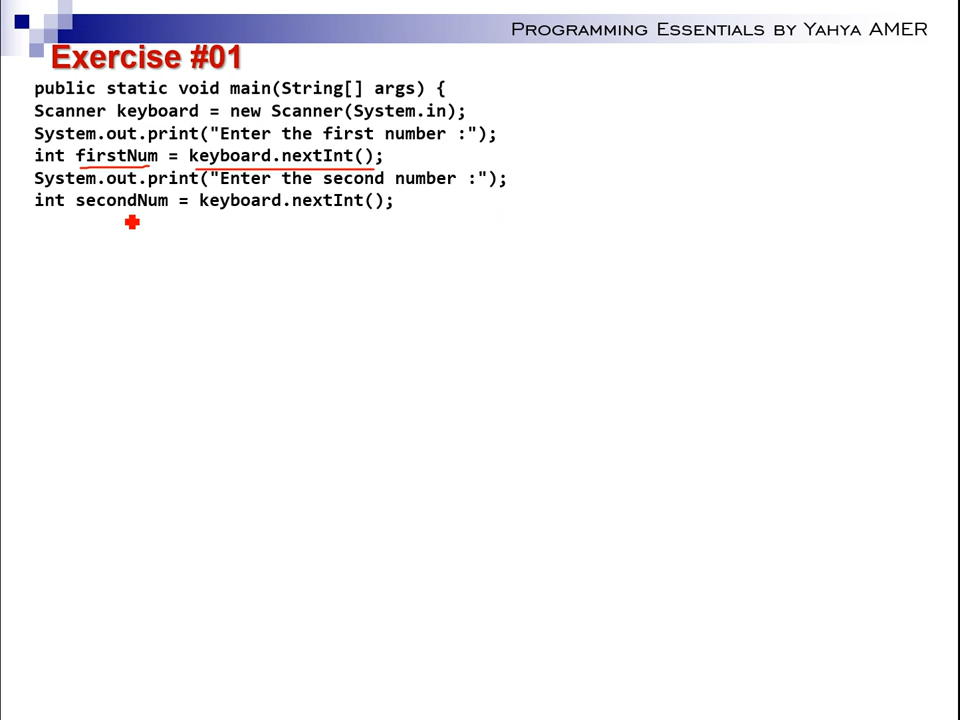 PROGRAMMING ESSENTIALS BY YAHYA AMER
Exercise #01
public static void main(String[] args) {
Scanner keyboard = new Scanner(System.in);
System.out.print("Enter the first number :");
int firstNum = keyboard.nextInt();
System.out.print("Enter the second number :");
int secondNum = keyboard.nextInt();